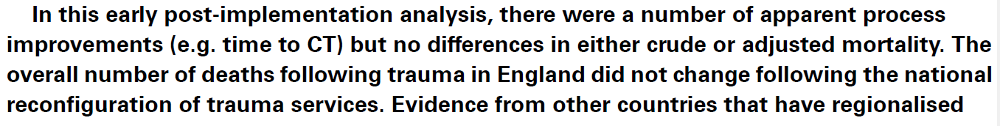 In this early post-implementation analysis, there were a number of apparent process
improvements (e.g. time to CT) but no differences in either crude or adjusted mortality. The
overall number of deaths following trauma in England did not change following the national
reconfiguration of trauma services. Evidence from other countries that have regionalised